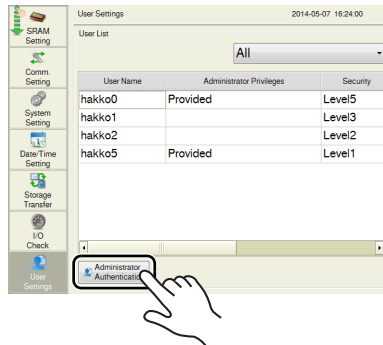 User Settings 2014-05-07 16:24:00
SRAM
Setting
User List
All
Comm.
Setting
User Name Administrator Privileges Security
hakko0 Provided Level5
hakko1 Level3
hakko2 Level2
hakko5 Provided Level1
System
Setting
Date/Time
Setting
Storage
Transfer
I/O
Check
User
Settings
Administrator
Authentication